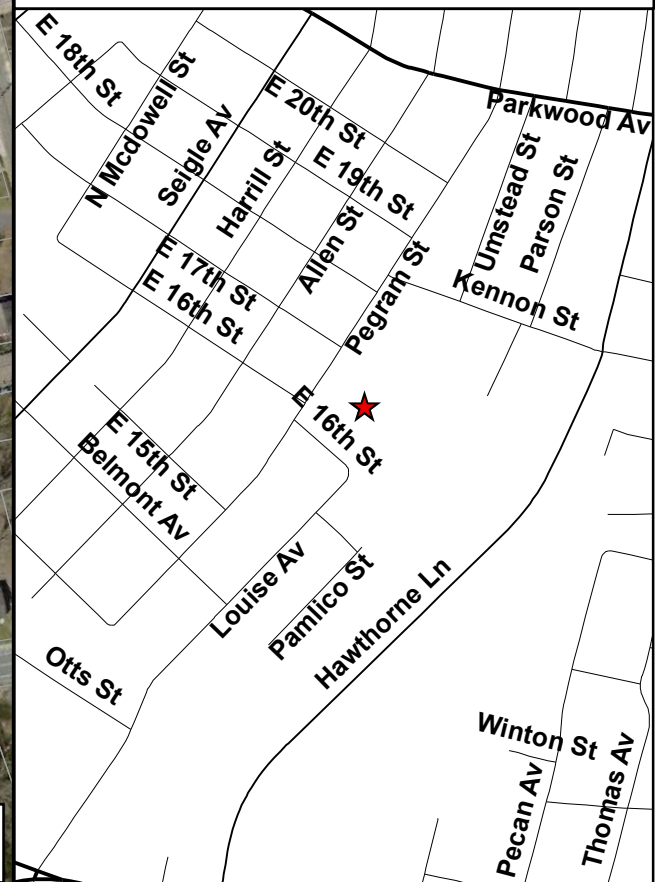 E 18th St
N Mcdowell St
Seigle Av
E 20th St
Parkwood Av
Harrill St
E 19th St
Umstead St
Parson St
Allen St
E 17th St
E 16th St
Pegram St
Kennon St
E 16th St
E 15th St
Belmont Av
Louise Av
Pamlico St
Hawthorne Ln
Otts St
Winton St
Pecan Av
Thomas Av